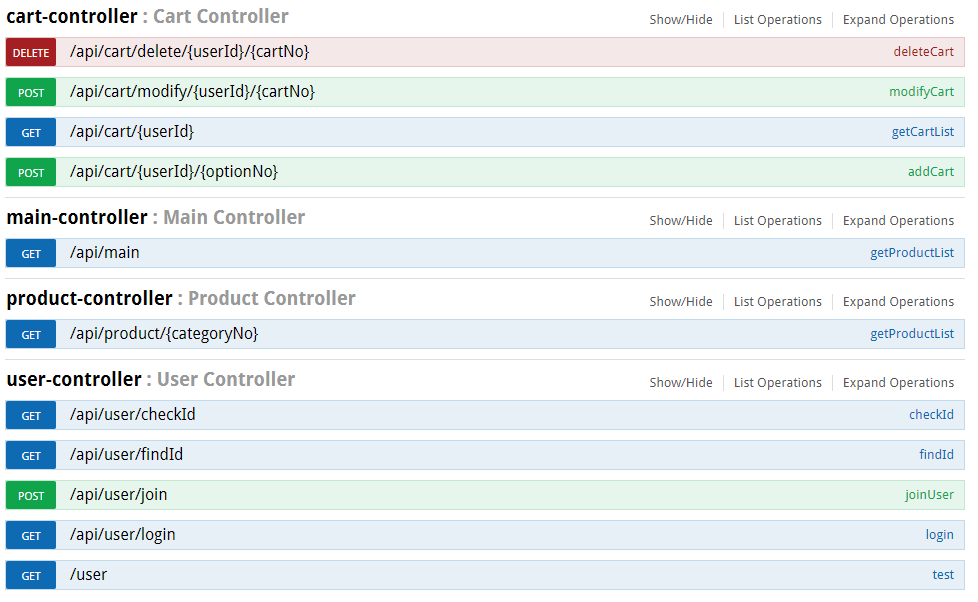 cart-controller : Cart Controller Show/Hide List Operations Expand Operations
DELETE /api/cart/delete/{userId}/{cartNo} deleteCart
POST /api/cart/modify/{userId}/{cartNo} modifyCart
GET /api/cart/{userId} getCartList
POST /api/cart/{userId}/{optionNo} addCart
main-controller : Main Controller Show/Hide List Operations Expand Operations
GET /api/main getProductList
product-controller : Product Controller Show/Hide List Operations Expand Operations
GET /api/product/{categoryNo} getProductList
user-controller : User Controller Show/Hide List Operations Expand Operations
GET /api/user/checkId checkId
GET /api/user/findId findId
POST /api/user/join joinUser
GET /api/user/login login
GET /user test